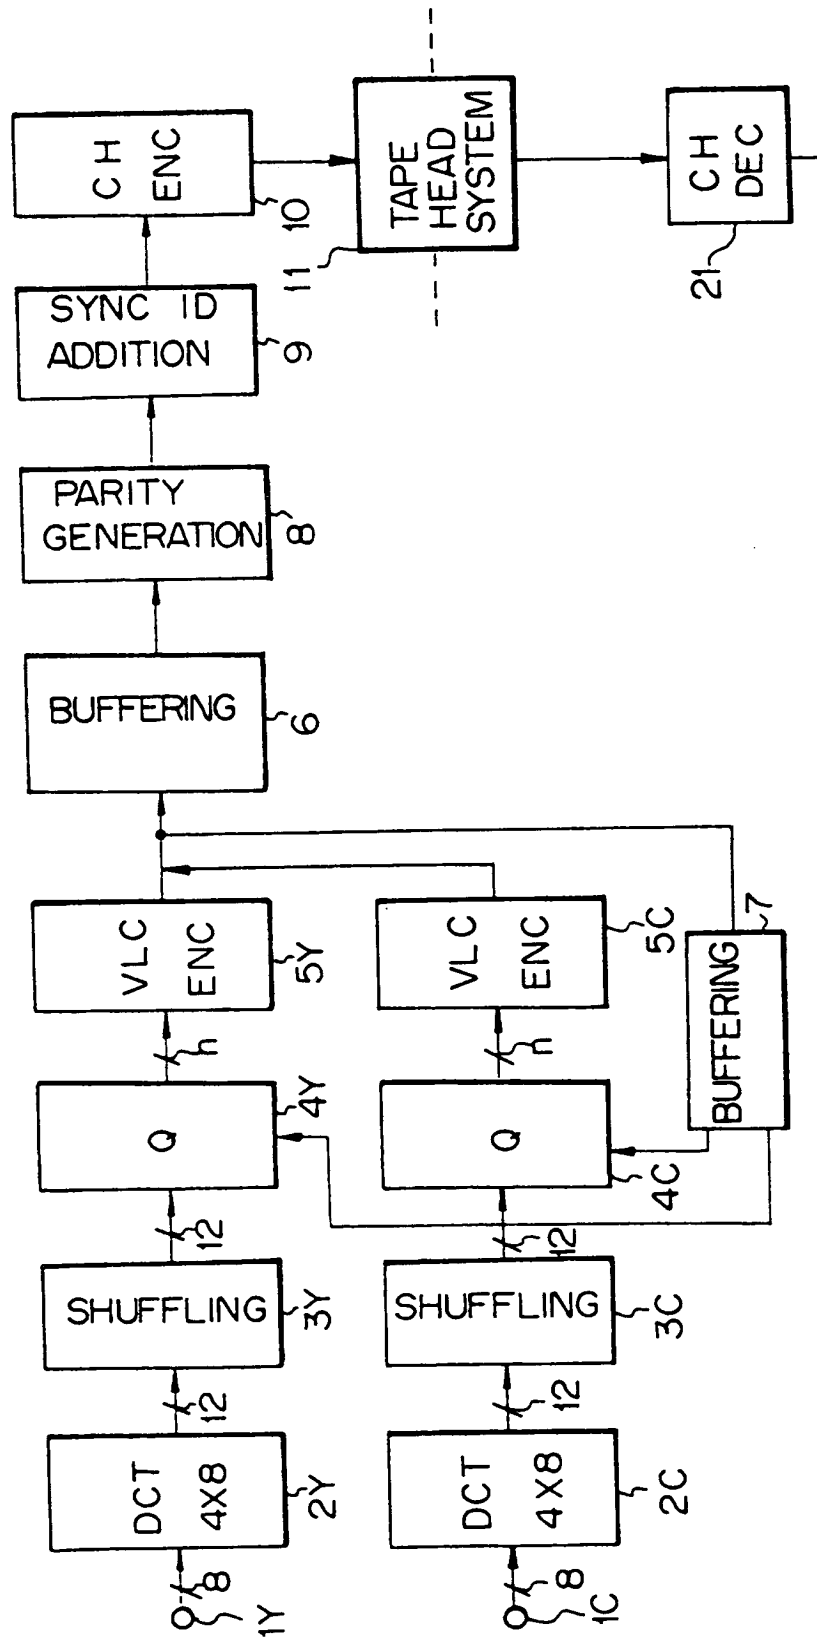 1Y
8
DCT
4X8
2Y
12
SHUFFLING
3Y
12
Q
4Y
n
VLC
ENC
5Y
BUFFERING
6
PARITY
GENERATION
8
SYNC ID
ADDITION
9
CH
ENC
10
1C
8
DCT
4X8
2C
12
SHUFFLING
3C
12
Q
4C
n
VLC
ENC
5C
BUFFERING
7
TAPE
HEAD
SYSTEM
11
CH
DEC
21